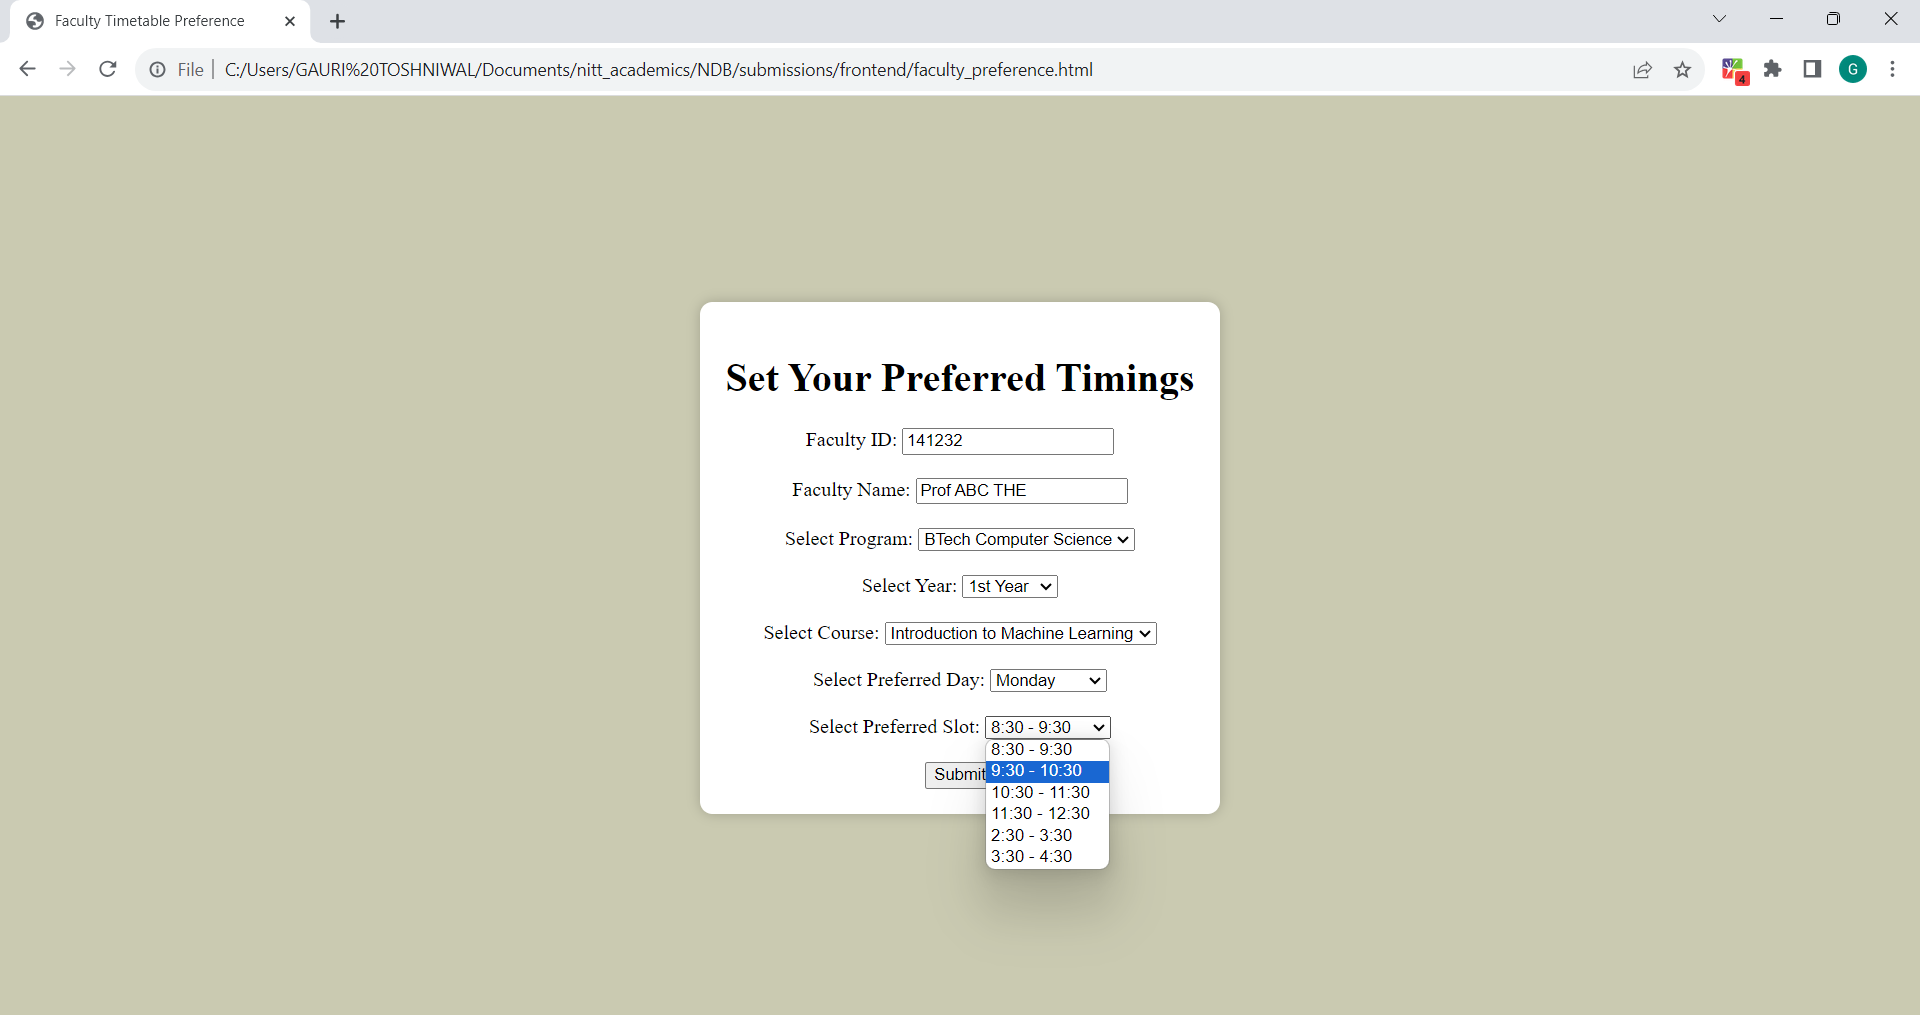 Faculty Timetable Preference
File C:/Users/GAURI%20TOSHNIWAL/Documents/nitt_academics/NDB/submissions/frontend/faculty_preference.html
4
G
Set Your Preferred Timings
Faculty ID: 141232
Faculty Name: Prof ABC THE
Select Program: BTech Computer Science
Select Year: 1st Year
Select Course: Introduction to Machine Learning
Select Preferred Day: Monday
Select Preferred Slot: 8:30 - 9:30
8:30 - 9:30
Submit 9:30 - 10:30
10:30 - 11:30
11:30 - 12:30
2:30 - 3:30
3:30 - 4:30